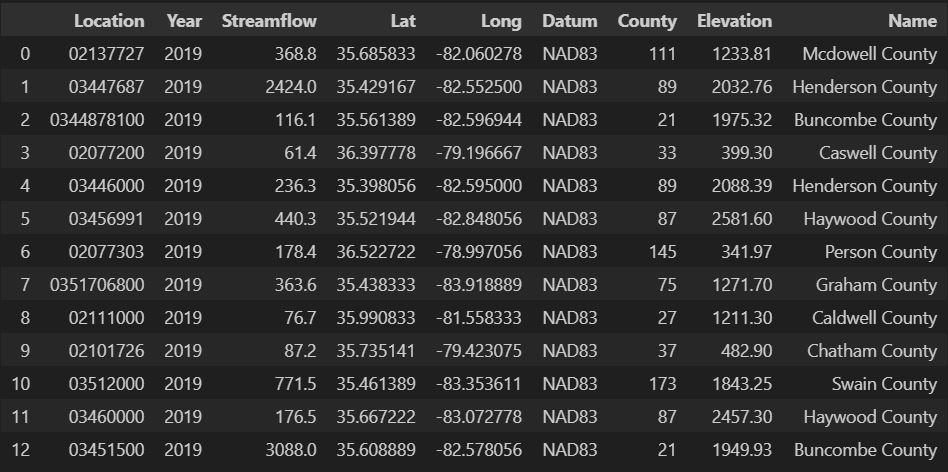 Location Year Streamflow Lat Long Datum County Elevation Name
0 02137727 2019 368.8 35.685833 -82.060278 NAD83 111 1233.81 Mcdowell County
1 03447687 2019 2424.0 35.429167 -82.552500 NAD83 89 2032.76 Henderson County
2 0344878100 2019 116.1 35.561389 -82.596944 NAD83 21 1975.32 Buncombe County
3 02077200 2019 61.4 36.397778 -79.196667 NAD83 33 399.30 Caswell County
4 03446000 2019 236.3 35.398056 -82.595000 NAD83 89 2088.39 Henderson County
5 03456991 2019 440.3 35.521944 -82.848056 NAD83 87 2581.60 Haywood County
6 02077303 2019 178.4 36.522722 -78.997056 NAD83 145 341.97 Person County
7 0351706800 2019 363.6 35.438333 -83.918889 NAD83 75 1271.70 Graham County
8 02111000 2019 76.7 35.990833 -81.558333 NAD83 27 1211.30 Caldwell County
9 02101726 2019 87.2 35.735141 -79.423075 NAD83 37 482.90 Chatham County
10 03512000 2019 771.5 35.461389 -83.353611 NAD83 173 1843.25 Swain County
11 03460000 2019 176.5 35.667222 -83.072778 NAD83 87 2457.30 Haywood County
12 03451500 2019 3088.0 35.608889 -82.578056 NAD83 21 1949.93 Buncombe County